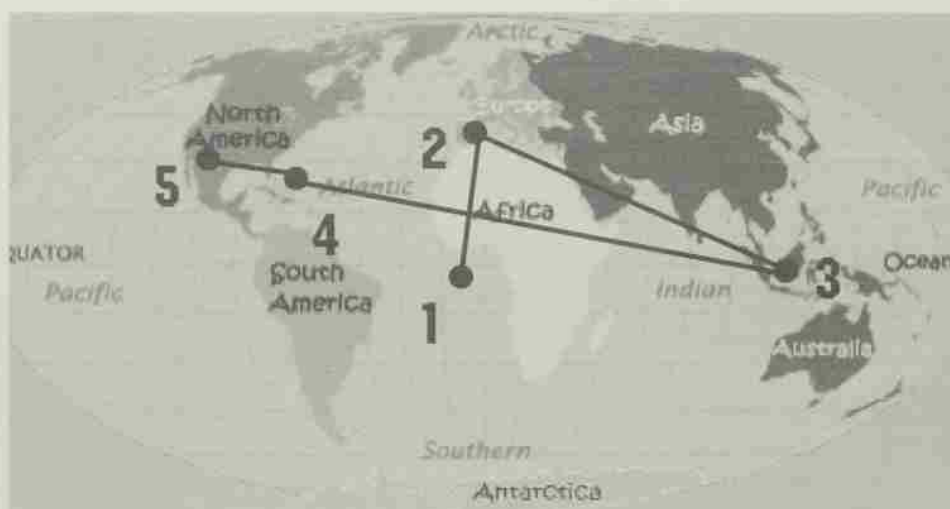 Arctic
North
America
Europe
Asia
2
5
Atlantic
Africa
Pacific
4
QUATOR
South
America
Ocean
Pacific
Indian
3
1
Australia
Southern
Antarctica